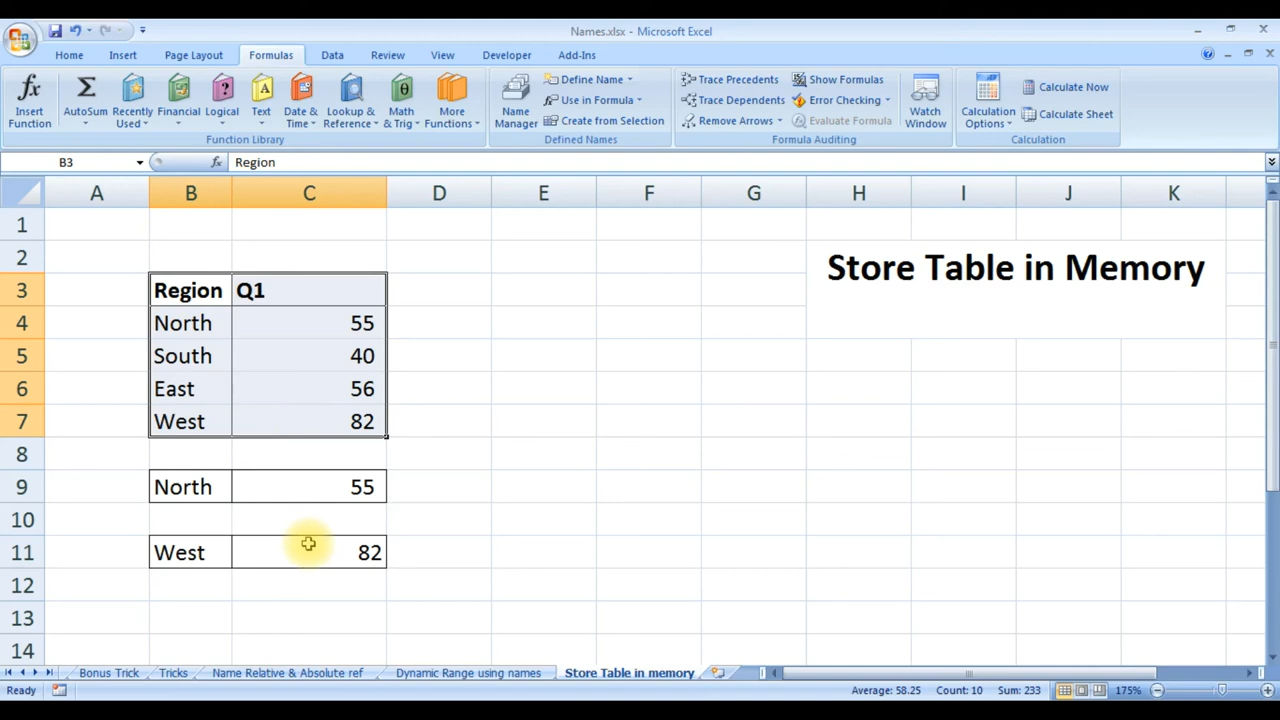 Names.xlsx - Microsoft Excel
Home Insert Page Layout Formulas Data Review View Developer Add-Ins
Insert Function
AutoSum
Recently Used
Financial
Logical
Text
Date & Time
Lookup & Reference
Math & Trig
More Functions
Function Library
Name Manager
Define Name
Use in Formula
Create from Selection
Defined Names
Trace Precedents
Trace Dependents
Remove Arrows
Show Formulas
Error Checking
Evaluate Formula
Formula Auditing
Watch Window
Calculation Options
Calculate Now
Calculate Sheet
Calculation
B3 fx Region
A B C D E F G H I J K
1
2
Store Table in Memory
3 Region Q1
4 North 55
5 South 40
6 East 56
7 West 82
8
9 North 55
10
11 West 82
12
13
14
Bonus Trick Tricks Name Relative & Absolute ref Dynamic Range using names Store Table in memory
Ready Average: 58.25 Count: 10 Sum: 233 175%